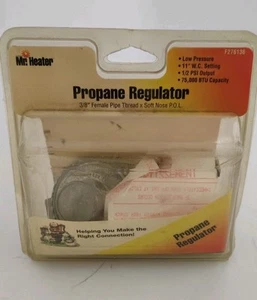 Mr. Heater
F276136
• Low Pressure
• 11" W.C. Setting
• 1/2 PSI Output
• 75,000 BTU Capacity
Propane Regulator
3/8" Female Pipe Thread x Soft Nose P.O.L.
Helping You Make the
Right Connection!
Propane
Regulator